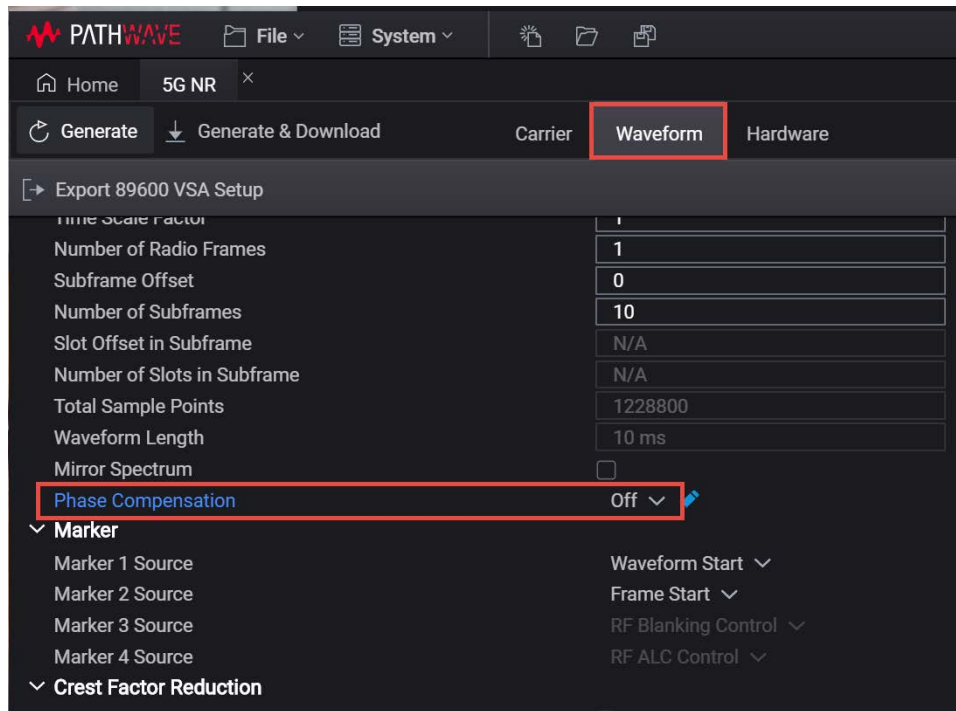 PATHWAVE File System
Home 5G NR
Generate Generate & Download Carrier Waveform Hardware
Export 89600 VSA Setup
Time Scale Factor 1
Number of Radio Frames 1
Subframe Offset 0
Number of Subframes 10
Slot Offset in Subframe N/A
Number of Slots in Subframe N/A
Total Sample Points 1228800
Waveform Length 10 ms
Mirror Spectrum
Phase Compensation Off
Marker
Marker 1 Source Waveform Start
Marker 2 Source Frame Start
Marker 3 Source RF Blanking Control
Marker 4 Source RF ALC Control
Crest Factor Reduction